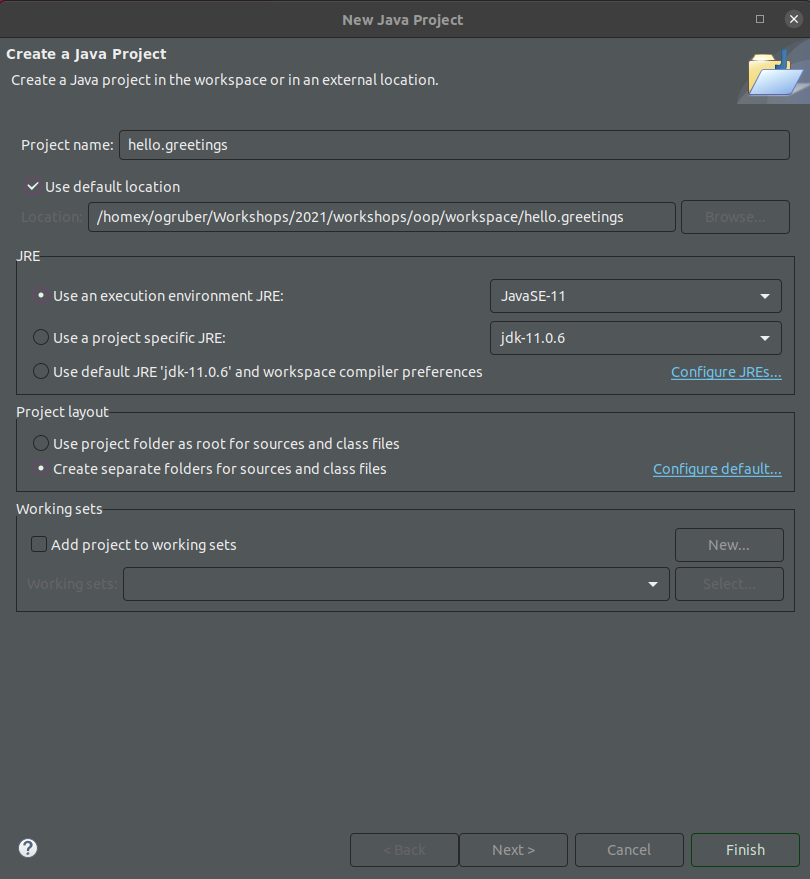 New Java Project
Create a Java Project
Create a Java project in the workspace or in an external location.
Project name: hello.greetings
Use default location
Location: /homex/ogruber/Workshops/2021/workshops/oop/workspace/hello.greetings Browse...
JRE
Use an execution environment JRE: JavaSE-11
Use a project specific JRE: jdk-11.0.6
Use default JRE 'jdk-11.0.6' and workspace compiler preferences Configure JREs...
Project layout
Use project folder as root for sources and class files
Create separate folders for sources and class files Configure default...
Working sets
Add project to working sets New...
Working sets: Select...
? < Back Next > Cancel Finish